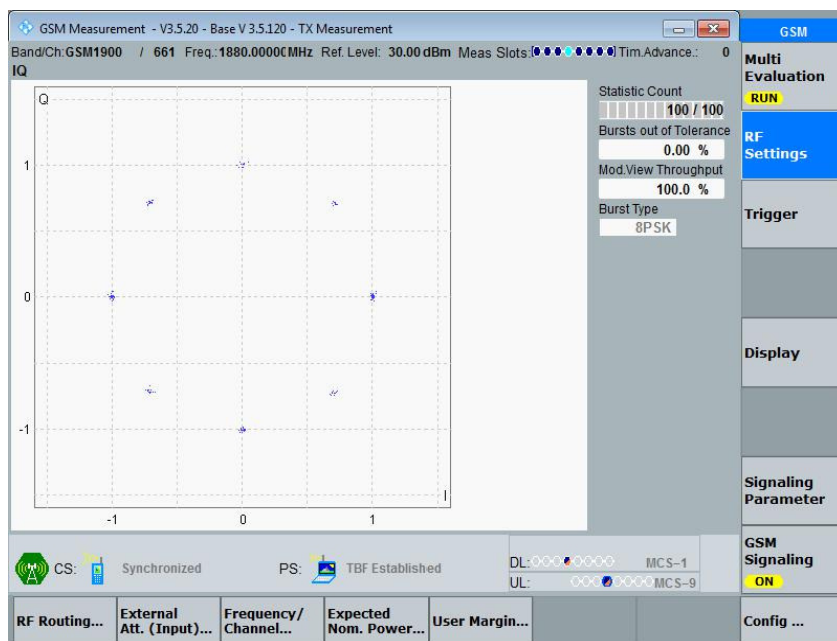 GSM Measurement - V3.5.20 - Base V 3.5.120 - TX Measurement
GSM
Band/Ch: GSM1900 / 661 Freq.: 1880.0000 MHz Ref. Level: 30.00 dBm Meas Slots: Tim.Advance.: 0
IQ
Multi Evaluation
RUN
Q
1
0
-1
-1 0 1
I
Statistic Count
100 / 100
Bursts out of Tolerance
0.00 %
Mod.View Throughput
100.0 %
Burst Type
8PSK
RF Settings
Trigger
Display
Signaling Parameter
GSM Signaling
ON
CS: Synchronized PS: TBF Established
DL: MCS-1
UL: MCS-9
RF Routing...
External Att. (Input)...
Frequency/ Channel...
Expected Nom. Power...
User Margin...
Config ...